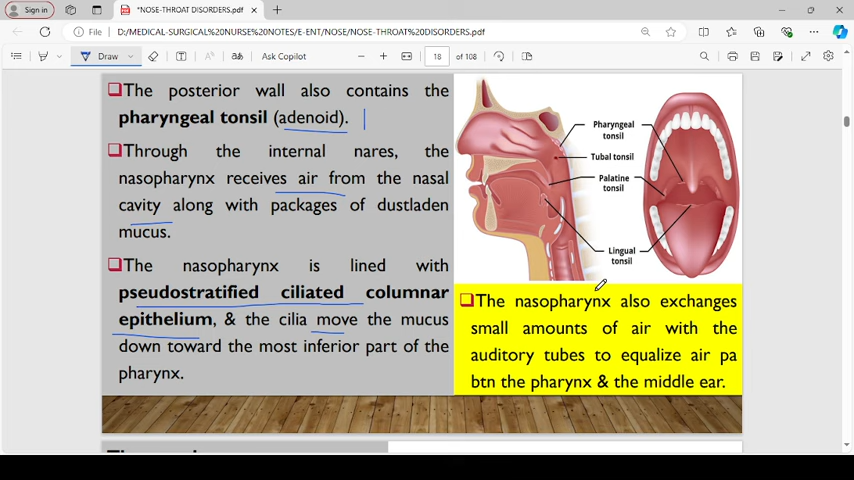 Sign in
*NOSE-THROAT DISORDERS.pdf
File
D:/MEDICAL-SURGICAL%20NURSE%20NOTES/E-ENT/NOSE/NOSE-THROAT%20DISORDERS.pdf
Draw
Ask Copilot
18 of 108
The posterior wall also contains the
pharyngeal tonsil (adenoid).
Through the internal nares, the
nasopharynx receives air from the nasal
cavity along with packages of dustladen
mucus.
The nasopharynx is lined with
pseudostratified ciliated columnar
epithelium, & the cilia move the mucus
down toward the most inferior part of the
pharynx.
Pharyngeal
tonsil
Tubal tonsil
Palatine
tonsil
Lingual
tonsil
The nasopharynx also exchanges
small amounts of air with the
auditory tubes to equalize air pa
btn the pharynx & the middle ear.